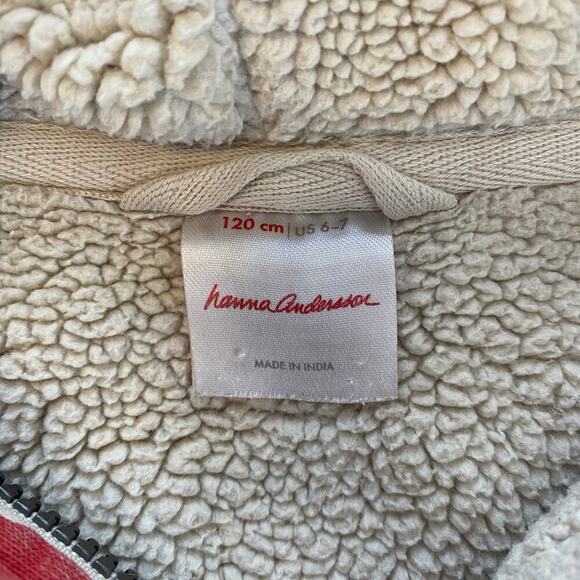 120 cm | US 6-7
hanna andersson
MADE IN INDIA